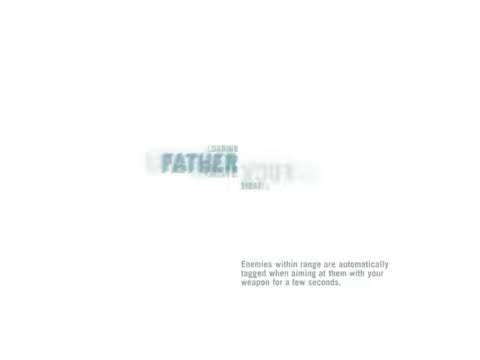 LOADING
FATHER
Enemies within range are automatically
tagged when aiming at them with your
weapon for a few seconds.